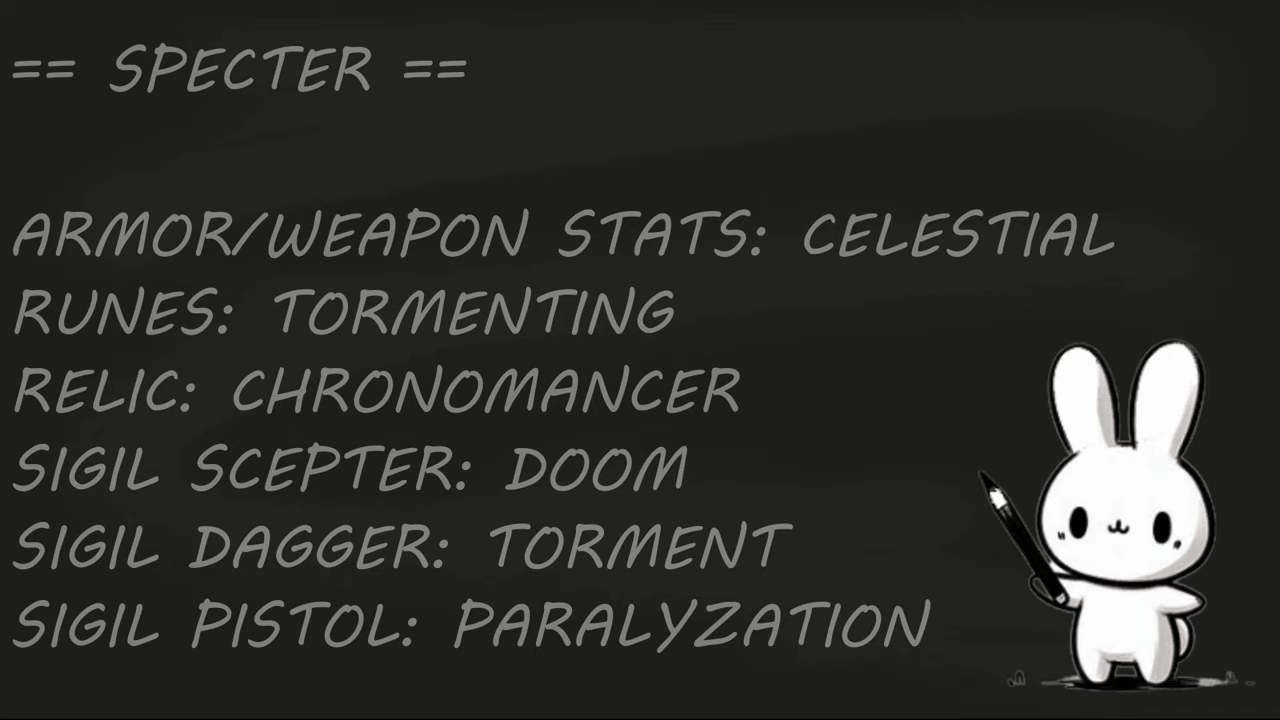 == SPECTER ==
ARMOR/WEAPON STATS: CELESTIAL
RUNES: TORMENTING
RELIC: CHRONOMANCER
SIGIL SCEPTER: DOOM
SIGIL DAGGER: TORMENT
SIGIL PISTOL: PARALYZATION